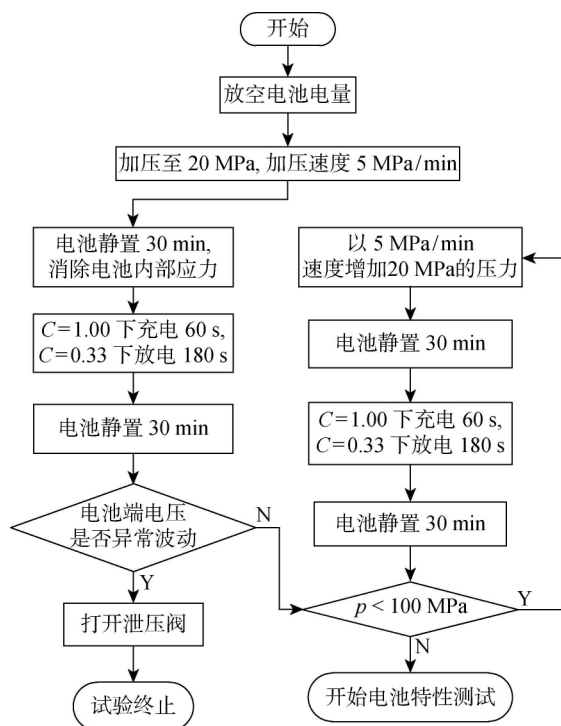 开始
放空电池电量
加压至 20 MPa, 加压速度 5 MPa/min
电池静置 30 min,
消除电池内部应力
C=1.00 下充电 60 s,
C=0.33 下放电 180 s
电池静置 30 min
电池端电压
是否异常波动
N
Y
打开泄压阀
试验终止
以 5 MPa/min
速度增加20 MPa的压力
电池静置 30 min
C=1.00 下充电 60 s,
C=0.33 下放电 180 s
电池静置 30 min
p < 100 MPa
Y
N
开始电池特性测试